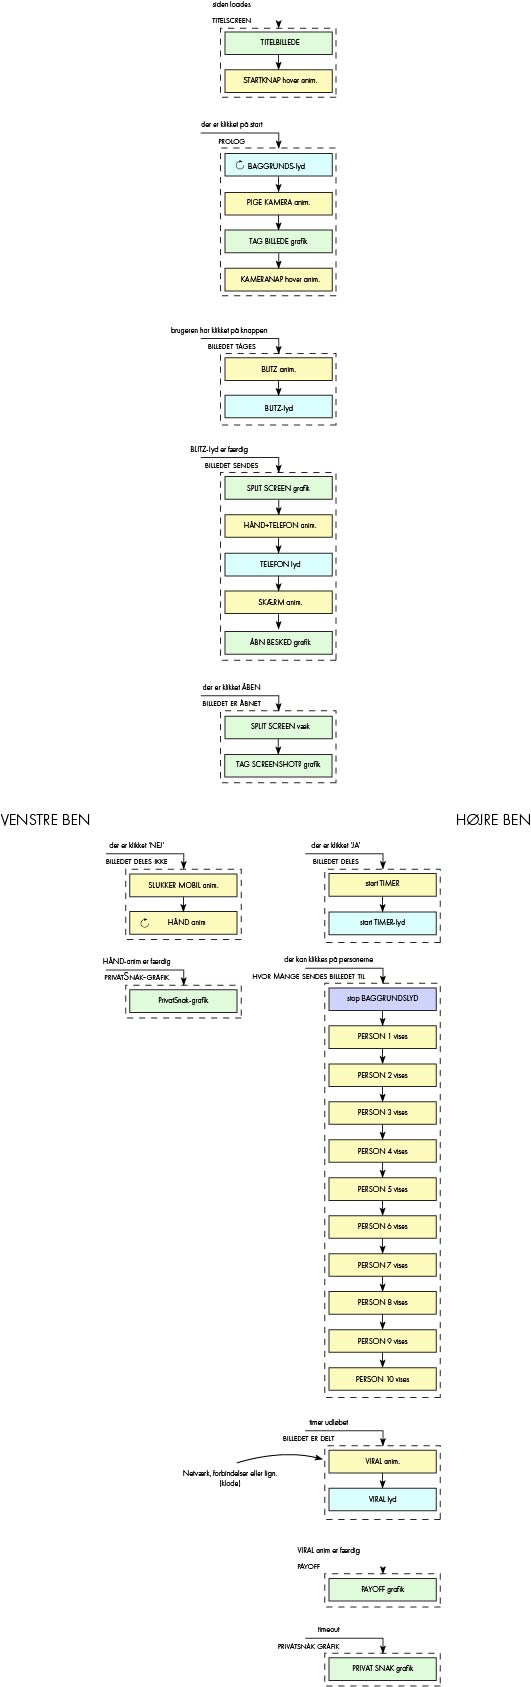 siden loades
TITELSCREEN
TITELBILLEDE
STARTKNAP hover anim.
der er klikket på start
PROLOG
BAGGRUNDS-lyd
PIGE KAMERA anim.
TAG BILLEDE grafik
KAMERANAP hover anim.
brugeren har klikket på knappen
BILLEDET TAGES
BLITZ anim.
BLITZ-lyd
BLITZ-lyd er færdig
BILLEDET SENDES
SPLIT SCREEN grafik
HÅND+TELEFON anim.
TELEFON lyd
SKÆRM anim.
ÅBN BESKED grafik
der er klikket ÅBEN
BILLEDET ER ÅBNET
SPLIT SCREEN væk
TAG SCREENSHOT? grafik
VENSTRE BEN
HØJRE BEN
der er klikket 'NEJ'
BILLEDET DELES IKKE
SLUKKER MOBIL anim.
HÅND anim
HÅND-anim er færdig
PRIVATSNAK-GRAFIK
PrivatSnak-grafik
der er klikket 'JA'
BILLEDET DELES
start TIMER
start TIMER-lyd
der kan klikkes på personerne
HVOR MANGE SENDES BILLEDET TIL
stop BAGGRUNDSLYD
PERSON 1 vises
PERSON 2 vises
PERSON 3 vises
PERSON 4 vises
PERSON 5 vises
PERSON 6 vises
PERSON 7 vises
PERSON 8 vises
PERSON 9 vises
PERSON 10 vises
timer udløbet
BILLEDET ER DELT
VIRAL anim.
VIRAL lyd
Netværk, forbindelser eller lign.
(klode)
VIRAL anim er færdig
PAYOFF
PAYOFF grafik
timeout
PRIVATSNAK GRAFIK
PRIVAT SNAK grafik